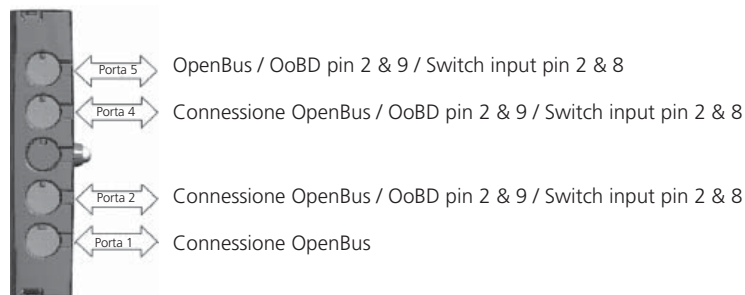 Porta 5 OpenBus / OoBD pin 2 & 9 / Switch input pin 2 & 8
Porta 4 Connessione OpenBus / OoBD pin 2 & 9 / Switch input pin 2 & 8
Porta 2 Connessione OpenBus / OoBD pin 2 & 9 / Switch input pin 2 & 8
Porta 1 Connessione OpenBus